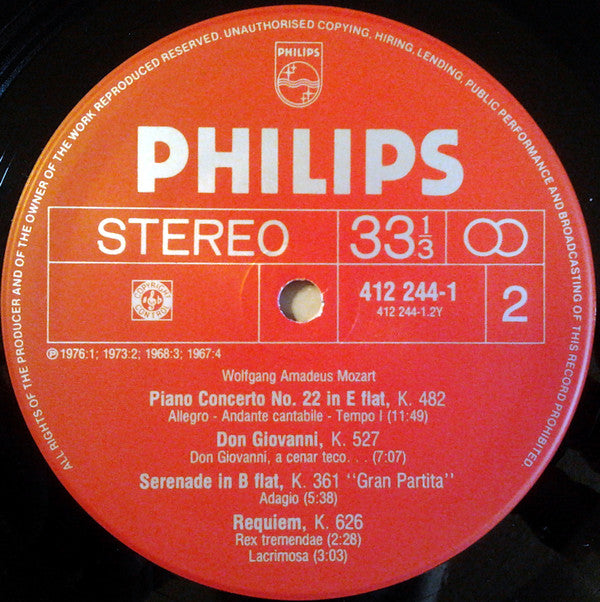 ALL RIGHTS OF THE PRODUCER AND OF THE OWNER OF THE WORK REPRODUCED RESERVED. UNAUTHORISED COPYING, HIRING, LENDING, PUBLIC PERFORMANCE AND BROADCASTING OF THIS RECORD PROHIBITED.
PHILIPS
PHILIPS
STEREO 33 1/3
COPYRIGHT CONTROL
412 244-1
412 244-1.2Y
2
℗ 1976:1; 1973:2; 1968:3; 1967:4
Wolfgang Amadeus Mozart
Piano Concerto No. 22 in E flat, K. 482
Allegro - Andante cantabile - Tempo I (11:49)
Don Giovanni, K. 527
Don Giovanni, a cenar teco. . . (7:07)
Serenade in B flat, K. 361 ''Gran Partita''
Adagio (5:38)
Requiem, K. 626
Rex tremendae (2:28)
Lacrimosa (3:03)